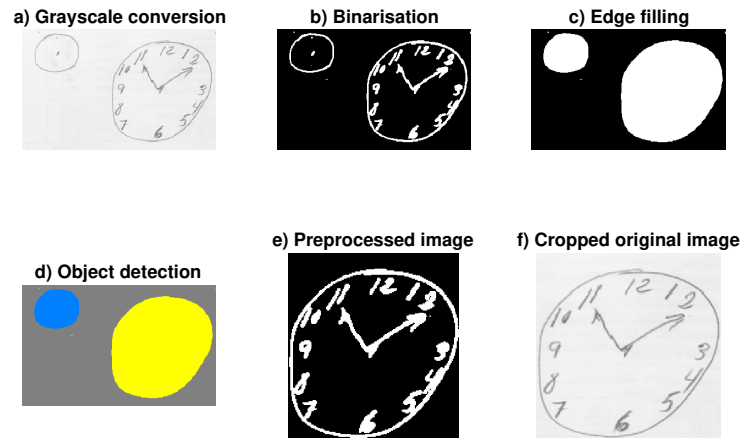 a) Grayscale conversion
11 12 1 2
10
9 3
8 4
7 6 5
b) Binarisation
11 12 1 2
10
9 3
8 4
7 6 5
c) Edge filling
d) Object detection
e) Preprocessed image
11 12 1 2
10
9 3
8 4
7 6 5
f) Cropped original image
11 12 1 2
10
9 3
8 4
7 6 5